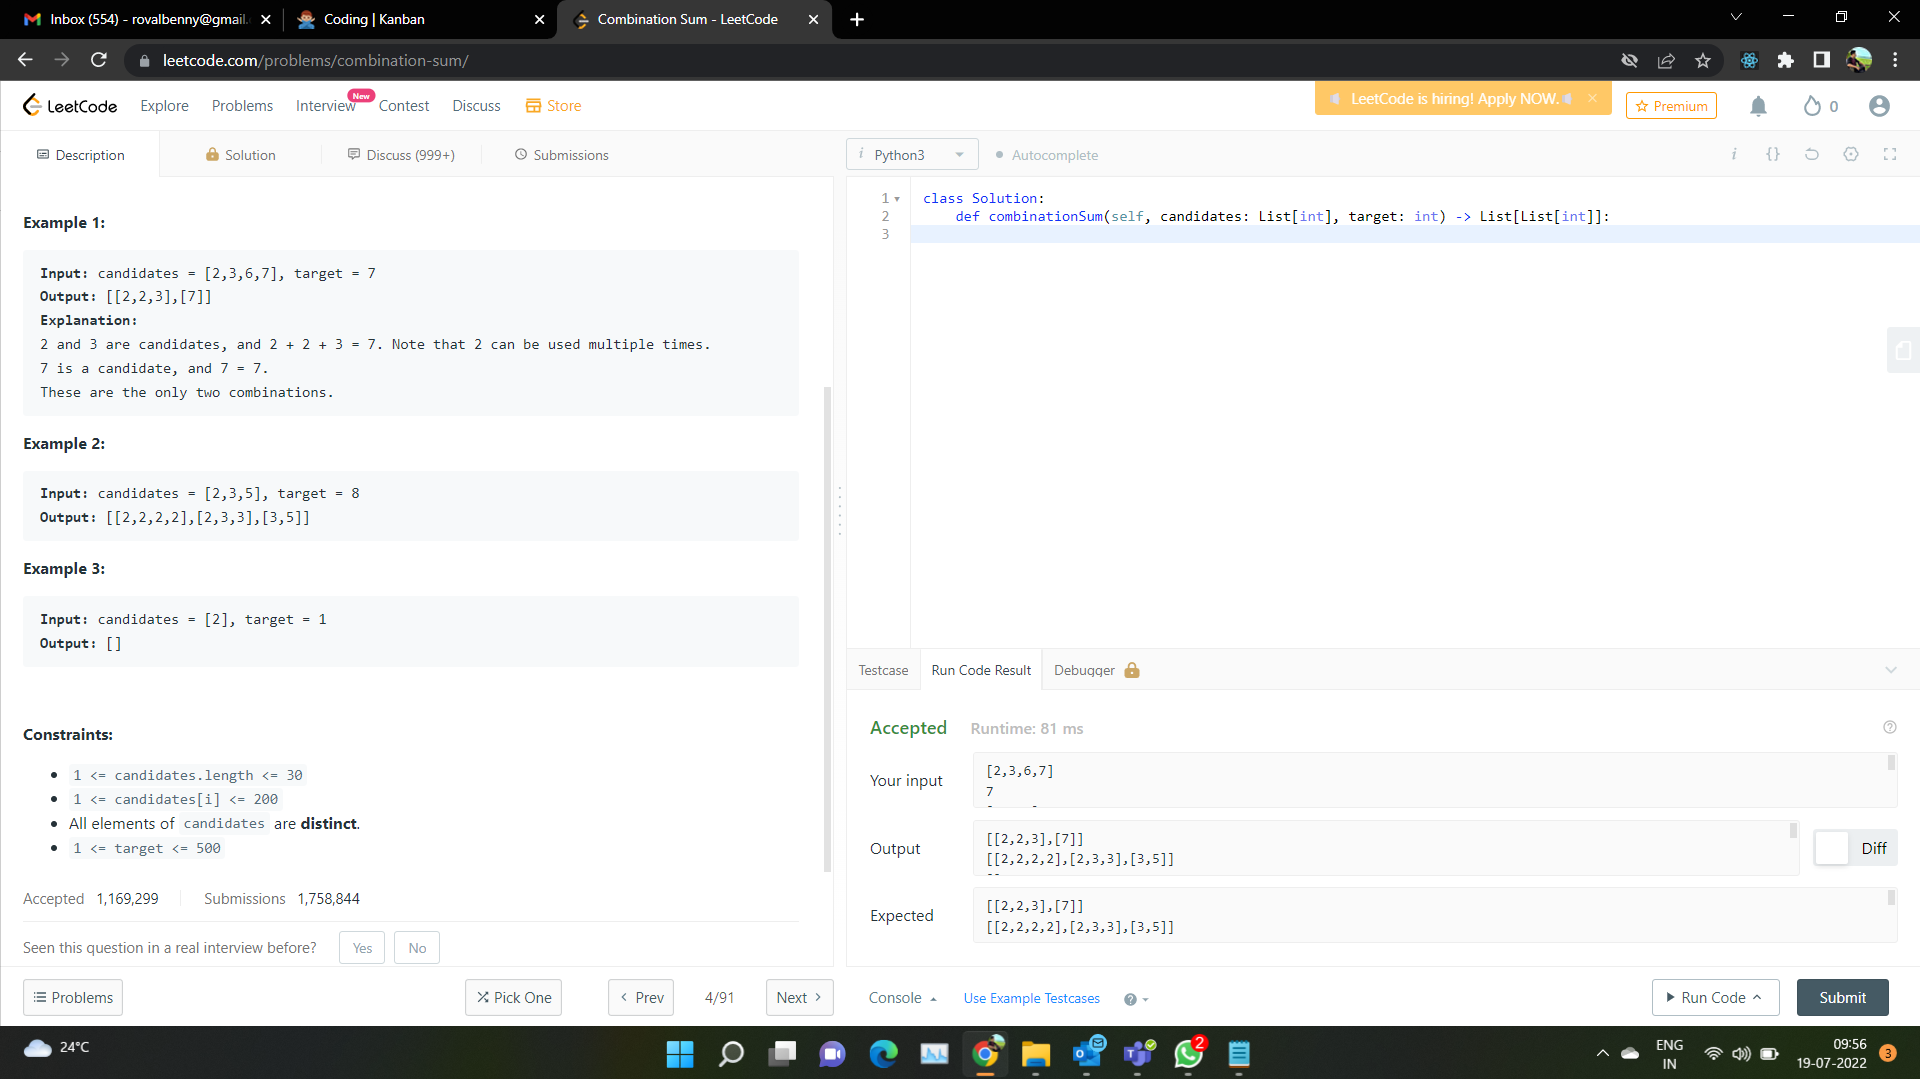 Inbox (554) - rovalbenny@gmail.
Coding | Kanban
Combination Sum - LeetCode
leetcode.com/problems/combination-sum/
LeetCode
Explore
Problems
Interview
New
Contest
Discuss
Store
LeetCode is hiring! Apply NOW.
Premium
0
Description
Solution
Discuss (999+)
Submissions
i Python3
Autocomplete
i {}
Example 1:
Input: candidates = [2,3,6,7], target = 7
Output: [[2,2,3],[7]]
Explanation:
2 and 3 are candidates, and 2 + 2 + 3 = 7. Note that 2 can be used multiple times.
7 is a candidate, and 7 = 7.
These are the only two combinations.
Example 2:
Input: candidates = [2,3,5], target = 8
Output: [[2,2,2,2],[2,3,3],[3,5]]
Example 3:
Input: candidates = [2], target = 1
Output: []
Constraints:
1 <= candidates.length <= 30
1 <= candidates[i] <= 200
All elements of candidates are distinct.
1 <= target <= 500
Accepted 1,169,299 Submissions 1,758,844
Seen this question in a real interview before? Yes No
Problems
Pick One
Prev
4/91
Next
1 class Solution:
2 def combinationSum(self, candidates: List[int], target: int) -> List[List[int]]:
3
Testcase
Run Code Result
Debugger
Accepted Runtime: 81 ms
Your input
[2,3,6,7]
7
Output
[[2,2,3],[7]]
[[2,2,2,2],[2,3,3],[3,5]]
Diff
Expected
[[2,2,3],[7]]
[[2,2,2,2],[2,3,3],[3,5]]
Console
Use Example Testcases
Run Code
Submit
24°C
2
ENG
IN
09:56
19-07-2022
3